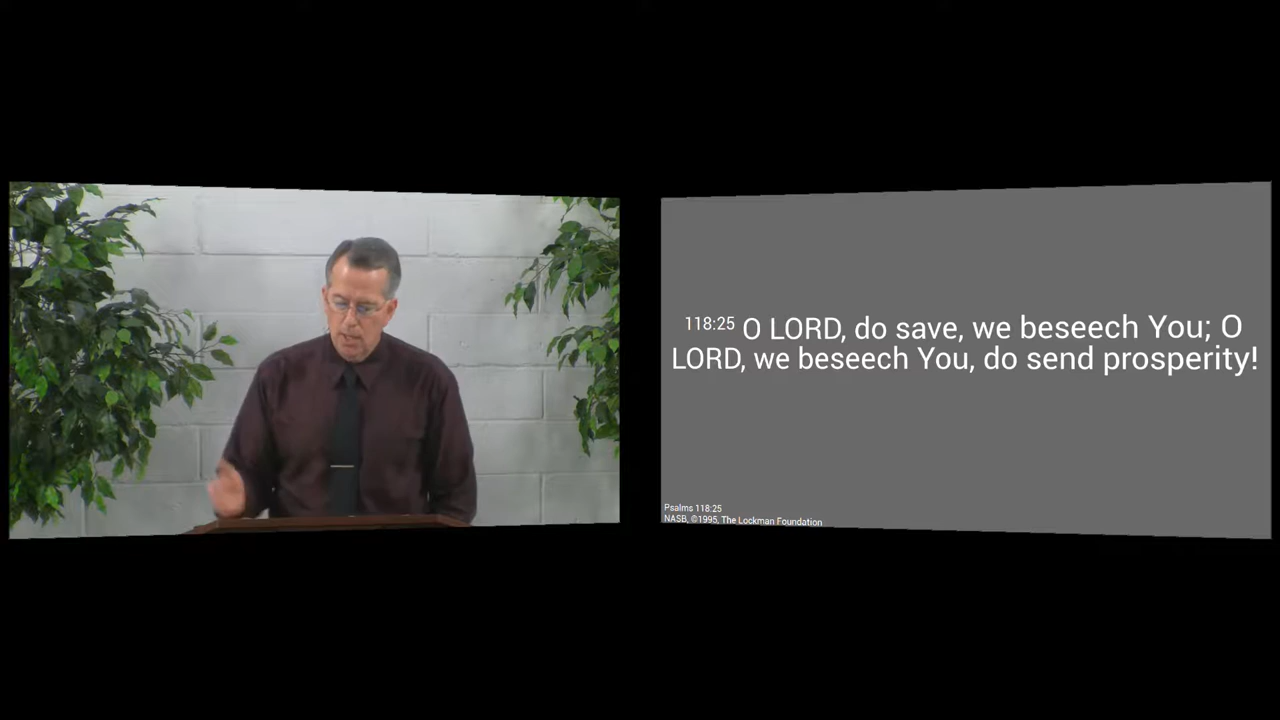 118:25 O LORD, do save, we beseech You; O
LORD, we beseech You, do send prosperity!
Psalms 118:25
NASB, ©1995, The Lockman Foundation